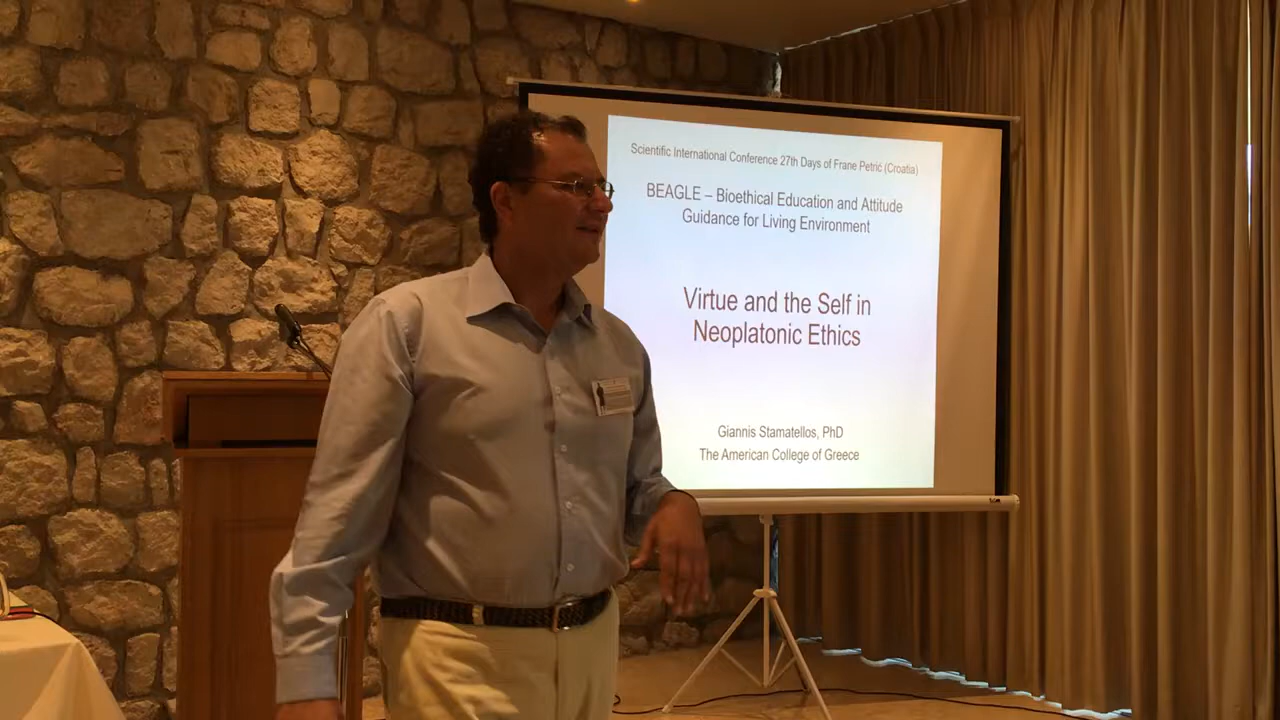 Scientific International Conference 27th Days of Frane Petrić (Croatia)
BEAGLE – Bioethical Education and Attitude
Guidance for Living Environment
Virtue and the Self in
Neoplatonic Ethics
Giannis Stamatellos, PhD
The American College of Greece